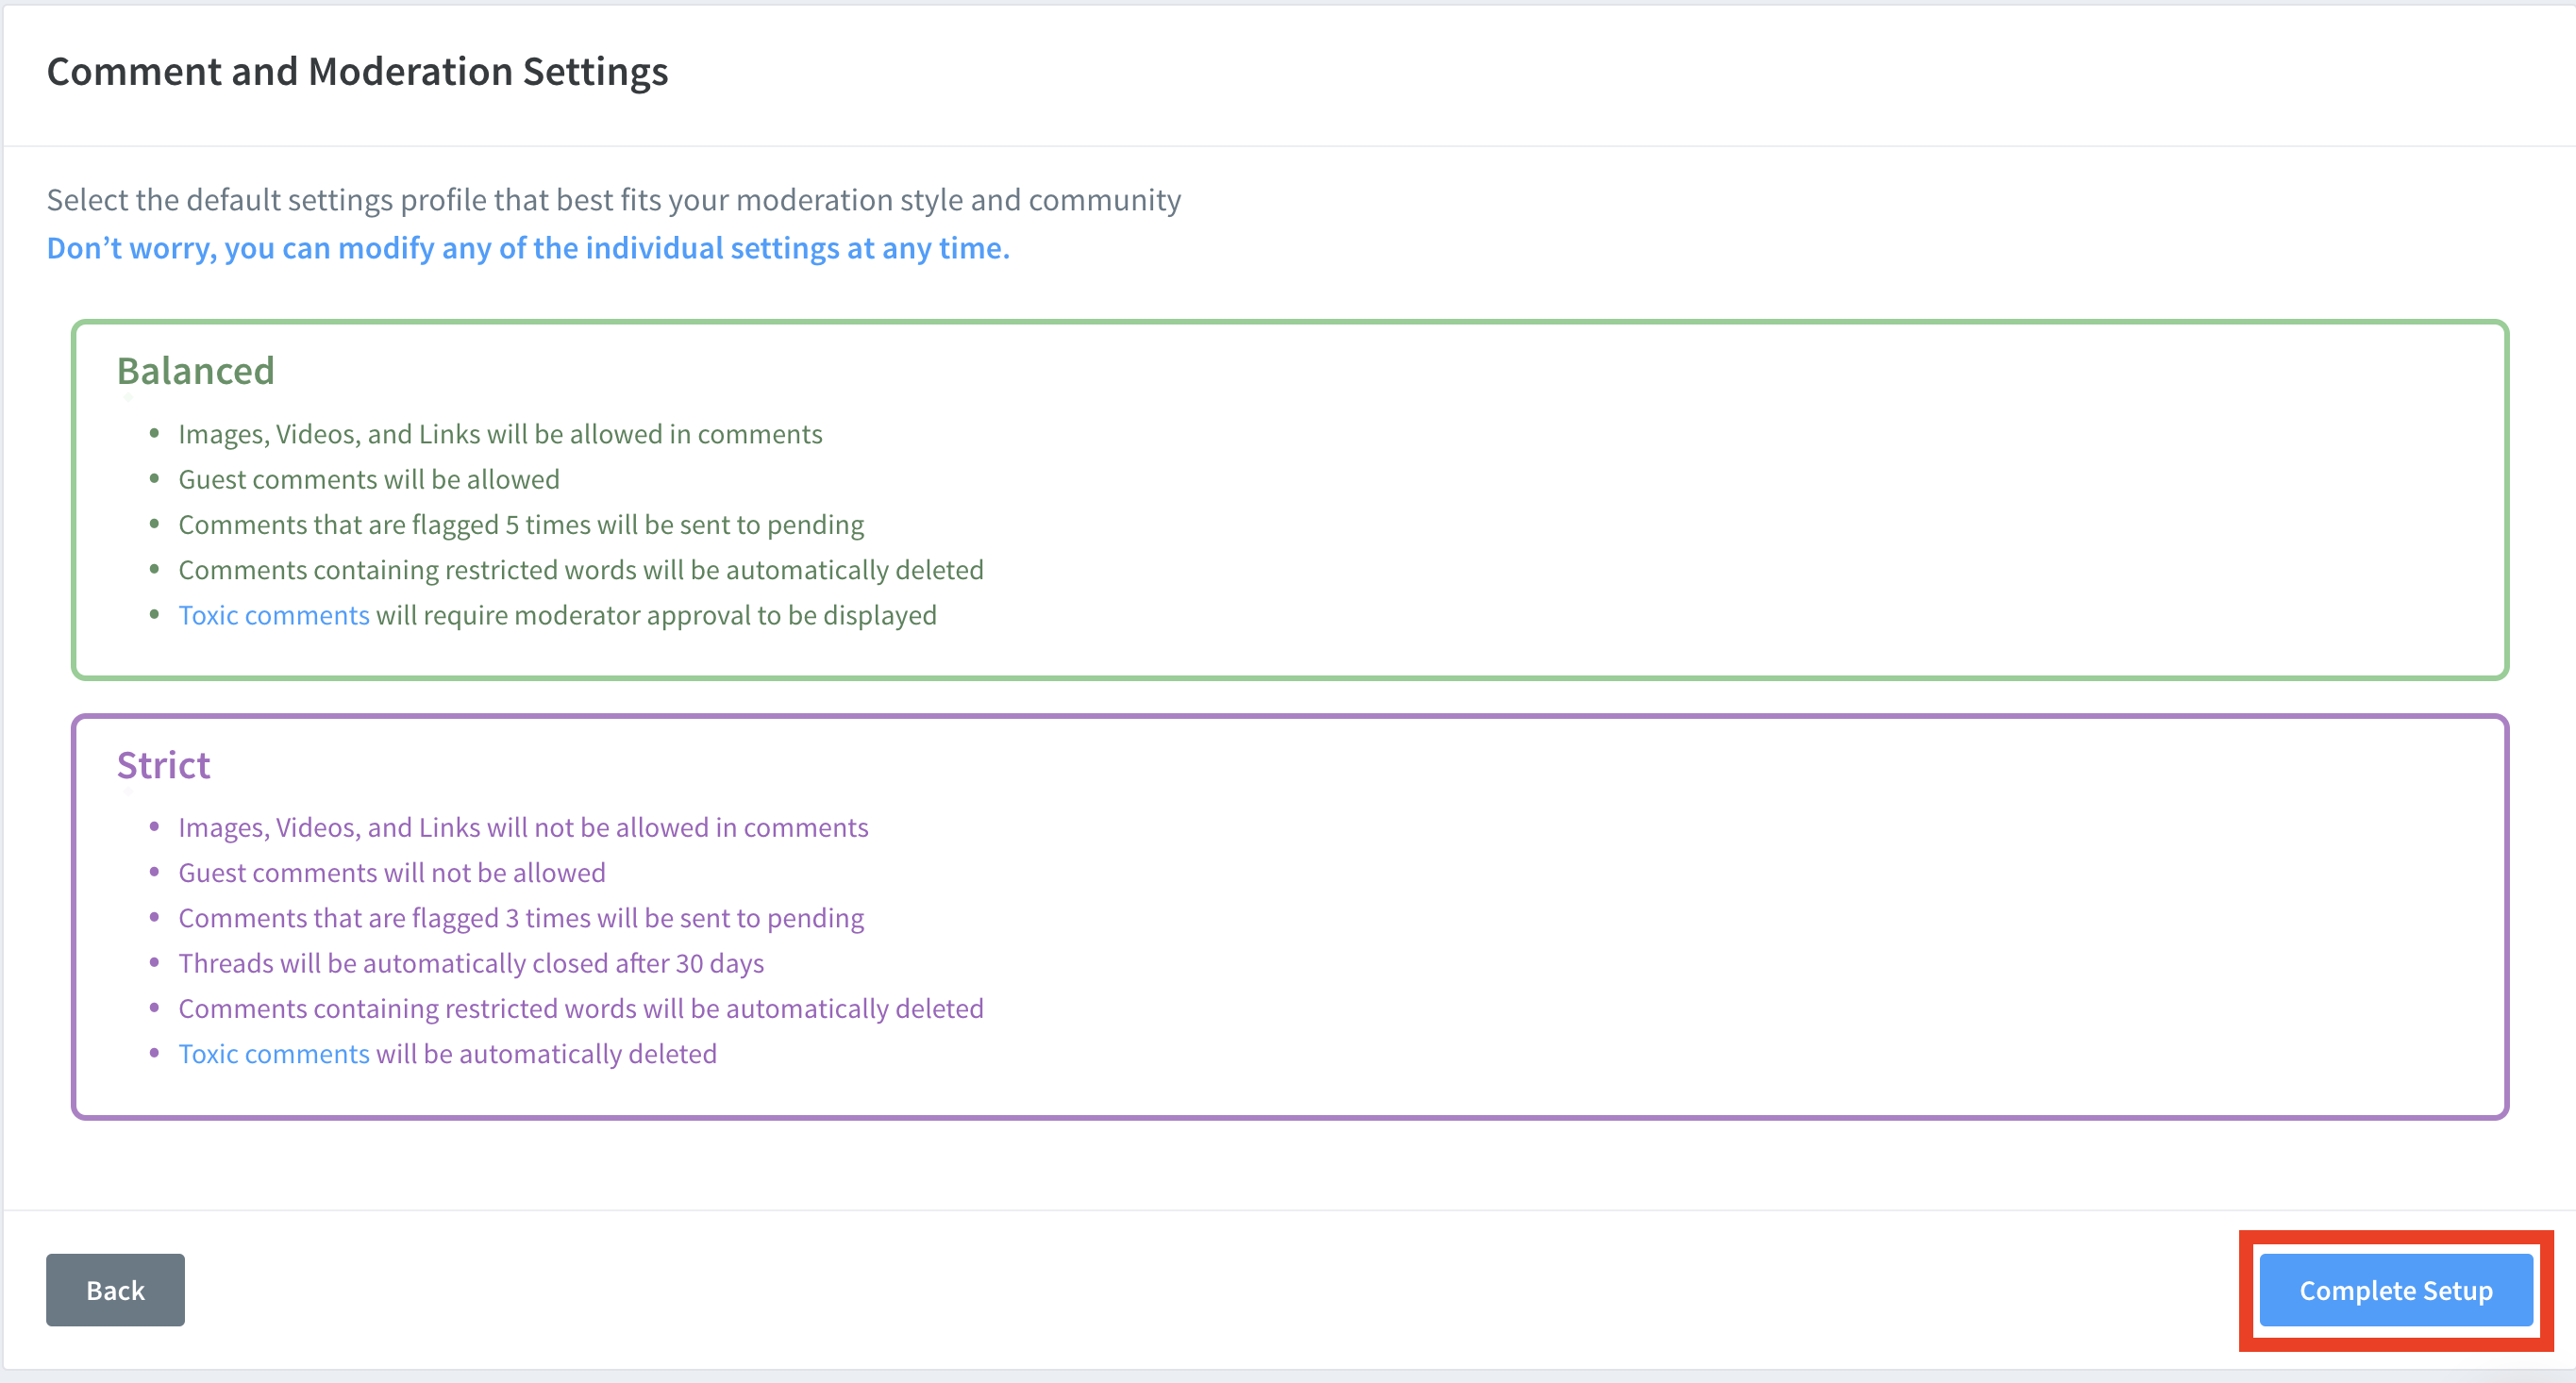 Comment and Moderation Settings
Select the default settings profile that best fits your moderation style and community
Don’t worry, you can modify any of the individual settings at any time.
Balanced
• Images, Videos, and Links will be allowed in comments
• Guest comments will be allowed
• Comments that are flagged 5 times will be sent to pending
• Comments containing restricted words will be automatically deleted
• Toxic comments will require moderator approval to be displayed
Strict
• Images, Videos, and Links will not be allowed in comments
• Guest comments will not be allowed
• Comments that are flagged 3 times will be sent to pending
• Threads will be automatically closed after 30 days
• Comments containing restricted words will be automatically deleted
• Toxic comments will be automatically deleted
Back
Complete Setup